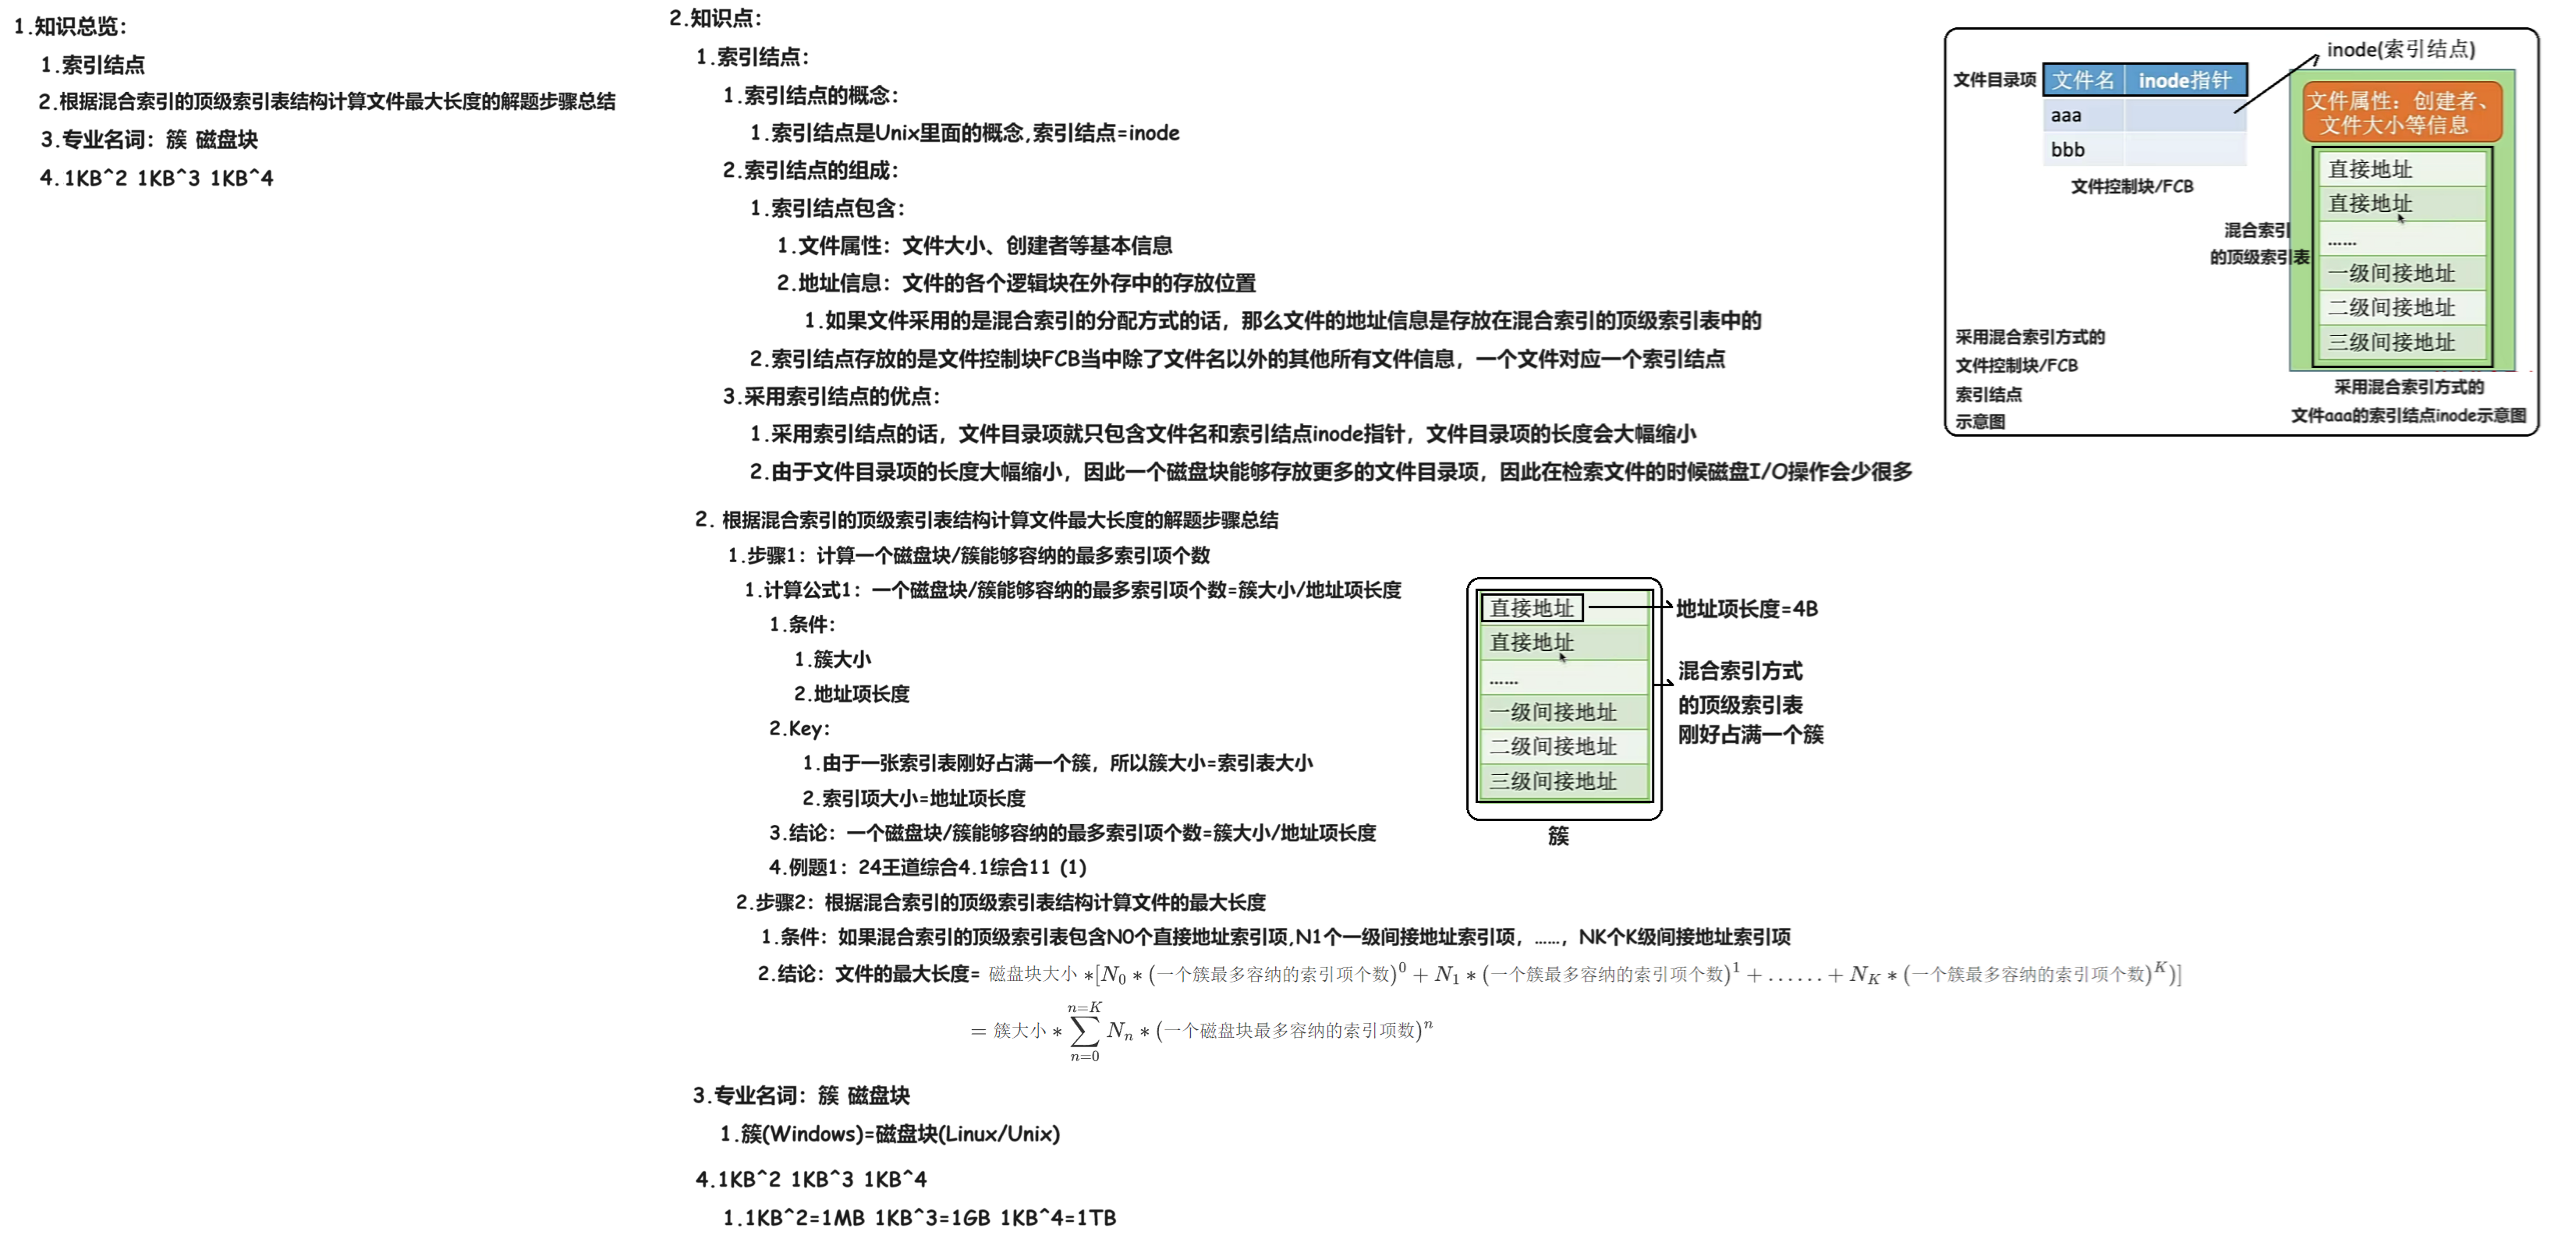 1.知识总览：
1.索引结点
2.根据混合索引的顶级索引表结构计算文件最大长度的解题步骤总结
3.专业名词：簇 磁盘块
4.1KB^2 1KB^3 1KB^4
2.知识点：
1.索引结点：
1.索引结点的概念：
1.索引结点是Unix里面的概念,索引结点=inode
2.索引结点的组成：
1.索引结点包含：
1.文件属性：文件大小、创建者等基本信息
2.地址信息：文件的各个逻辑块在外存中的存放位置
1.如果文件采用的是混合索引的分配方式的话，那么文件的地址信息是存放在混合索引的顶级索引表中的
2.索引结点存放的是文件控制块FCB当中除了文件名以外的其他所有文件信息，一个文件对应一个索引结点
3.采用索引结点的优点：
1.采用索引结点的话，文件目录项就只包含文件名和索引结点inode指针，文件目录项的长度会大幅缩小
2.由于文件目录项的长度大幅缩小，因此一个磁盘块能够存放更多的文件目录项，因此在检索文件的时候磁盘I/O操作会少很多
inode(索引结点)
文件目录项 文件名 inode指针
aaa
bbb
文件控制块/FCB
文件属性：创建者、
文件大小等信息
直接地址
直接地址
……
一级间接地址
二级间接地址
三级间接地址
混合索引
的顶级索引表
采用混合索引方式的
文件控制块/FCB
索引结点
示意图
采用混合索引方式的
文件aaa的索引结点inode示意图
2. 根据混合索引的顶级索引表结构计算文件最大长度的解题步骤总结
1.步骤1：计算一个磁盘块/簇能够容纳的最多索引项个数
1.计算公式1：一个磁盘块/簇能够容纳的最多索引项个数=簇大小/地址项长度
1.条件：
1.簇大小
2.地址项长度
2.Key：
1.由于一张索引表刚好占满一个簇，所以簇大小=索引表大小
2.索引项大小=地址项长度
3.结论：一个磁盘块/簇能够容纳的最多索引项个数=簇大小/地址项长度
4.例题1：24王道综合4.1综合11 (1)
直接地址
直接地址
……
一级间接地址
二级间接地址
三级间接地址
簇
地址项长度=4B
混合索引方式
的顶级索引表
刚好占满一个簇
2.步骤2：根据混合索引的顶级索引表结构计算文件的最大长度
1.条件：如果混合索引的顶级索引表包含N0个直接地址索引项,N1个一级间接地址索引项，……，NK个K级间接地址索引项
2.结论：文件的最大长度= 磁盘块大小 * [N_0 * (一个簇最多容纳的索引项个数)^0 + N_1 * (一个簇最多容纳的索引项个数)^1 + ...... + N_K * (一个簇最多容纳的索引项个数)^K)]
= 簇大小 * ∑_{n=0}^{n=K} N_n * (一个磁盘块最多容纳的索引项数)^n
3.专业名词：簇 磁盘块
1.簇(Windows)=磁盘块(Linux/Unix)
4.1KB^2 1KB^3 1KB^4
1.1KB^2=1MB 1KB^3=1GB 1KB^4=1TB